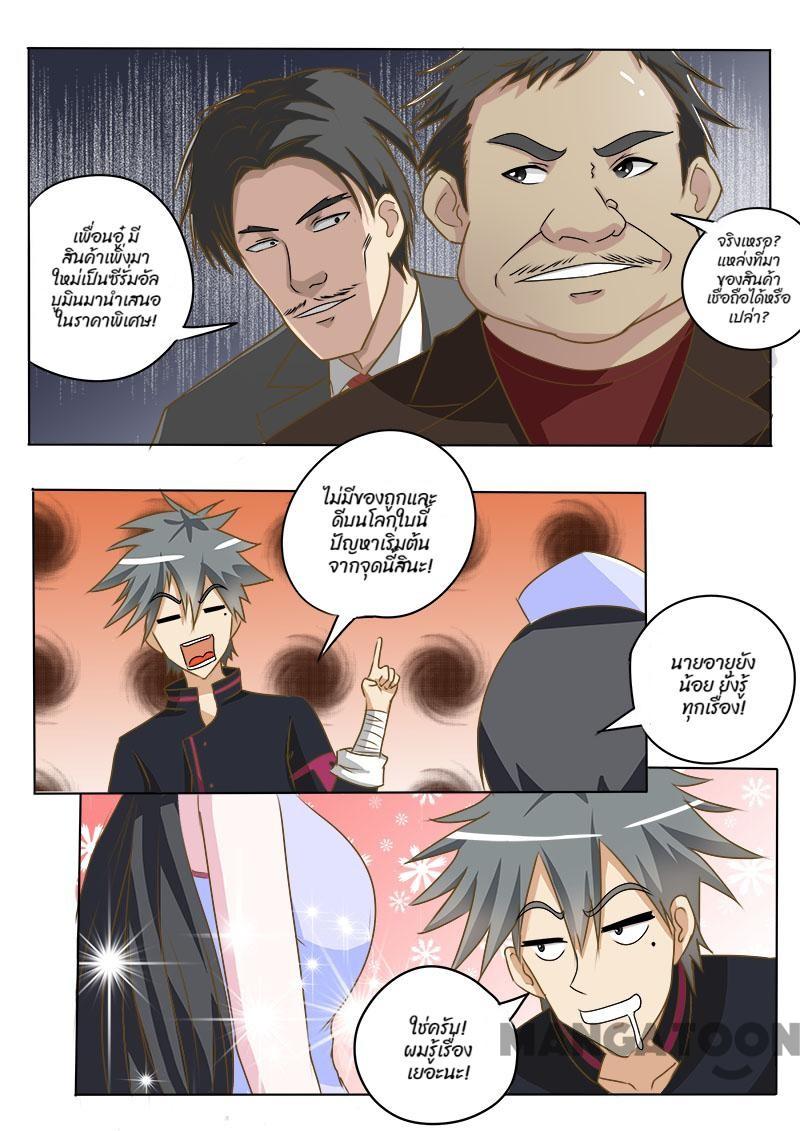 เพื่อนอู๋ มี
สินค้าเพิ่งมา
ใหม่เป็นซีรั่มอัล
บูมินมานำเสนอ
ในราคาพิเศษ!
จริงเหรอ?
แหล่งที่มา
ของสินค้า
เชื่อถือได้หรือ
เปล่า?
ไม่มีของถูกและ
ดีบนโลกใบนี้
ปัญหาเริ่มต้น
จากจุดนี้สินะ!
นายอายุยัง
น้อย ยังรู้
ทุกเรื่อง!
ใช่ครับ!
ผมรู้เรื่อง
เยอะนะ!
MANGATOON